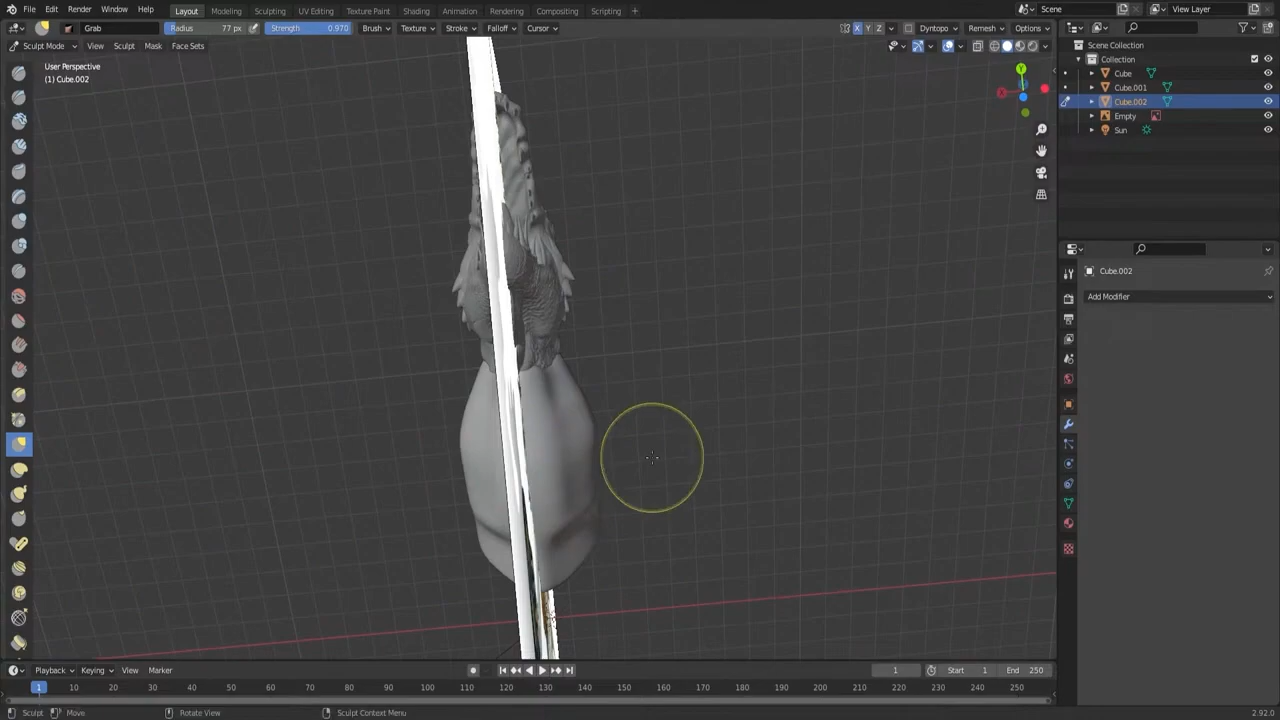 File Edit Render Window Help Layout Modeling Sculpting UV Editing Texture Paint Shading Animation Rendering Compositing Scripting + Scene View Layer
Grab Radius 77 px Strength 0.970 Brush Texture Stroke Falloff Cursor X Y Z Dyntopo Remesh Options
Sculpt Mode View Sculpt Mask Face Sets
User Perspective
(1) Cube.002
Y
X
Scene Collection
Collection
Cube
Cube.001
Cube.002
Empty
Sun
Cube.002
Add Modifier
Playback Keying View Marker 1 Start 1 End 250
1 10 20 30 40 50 60 70 80 90 100 110 120 130 140 150 160 170 180 190 200 210 220 230 240 250
Sculpt Move Rotate View Sculpt Context Menu 2.92.0